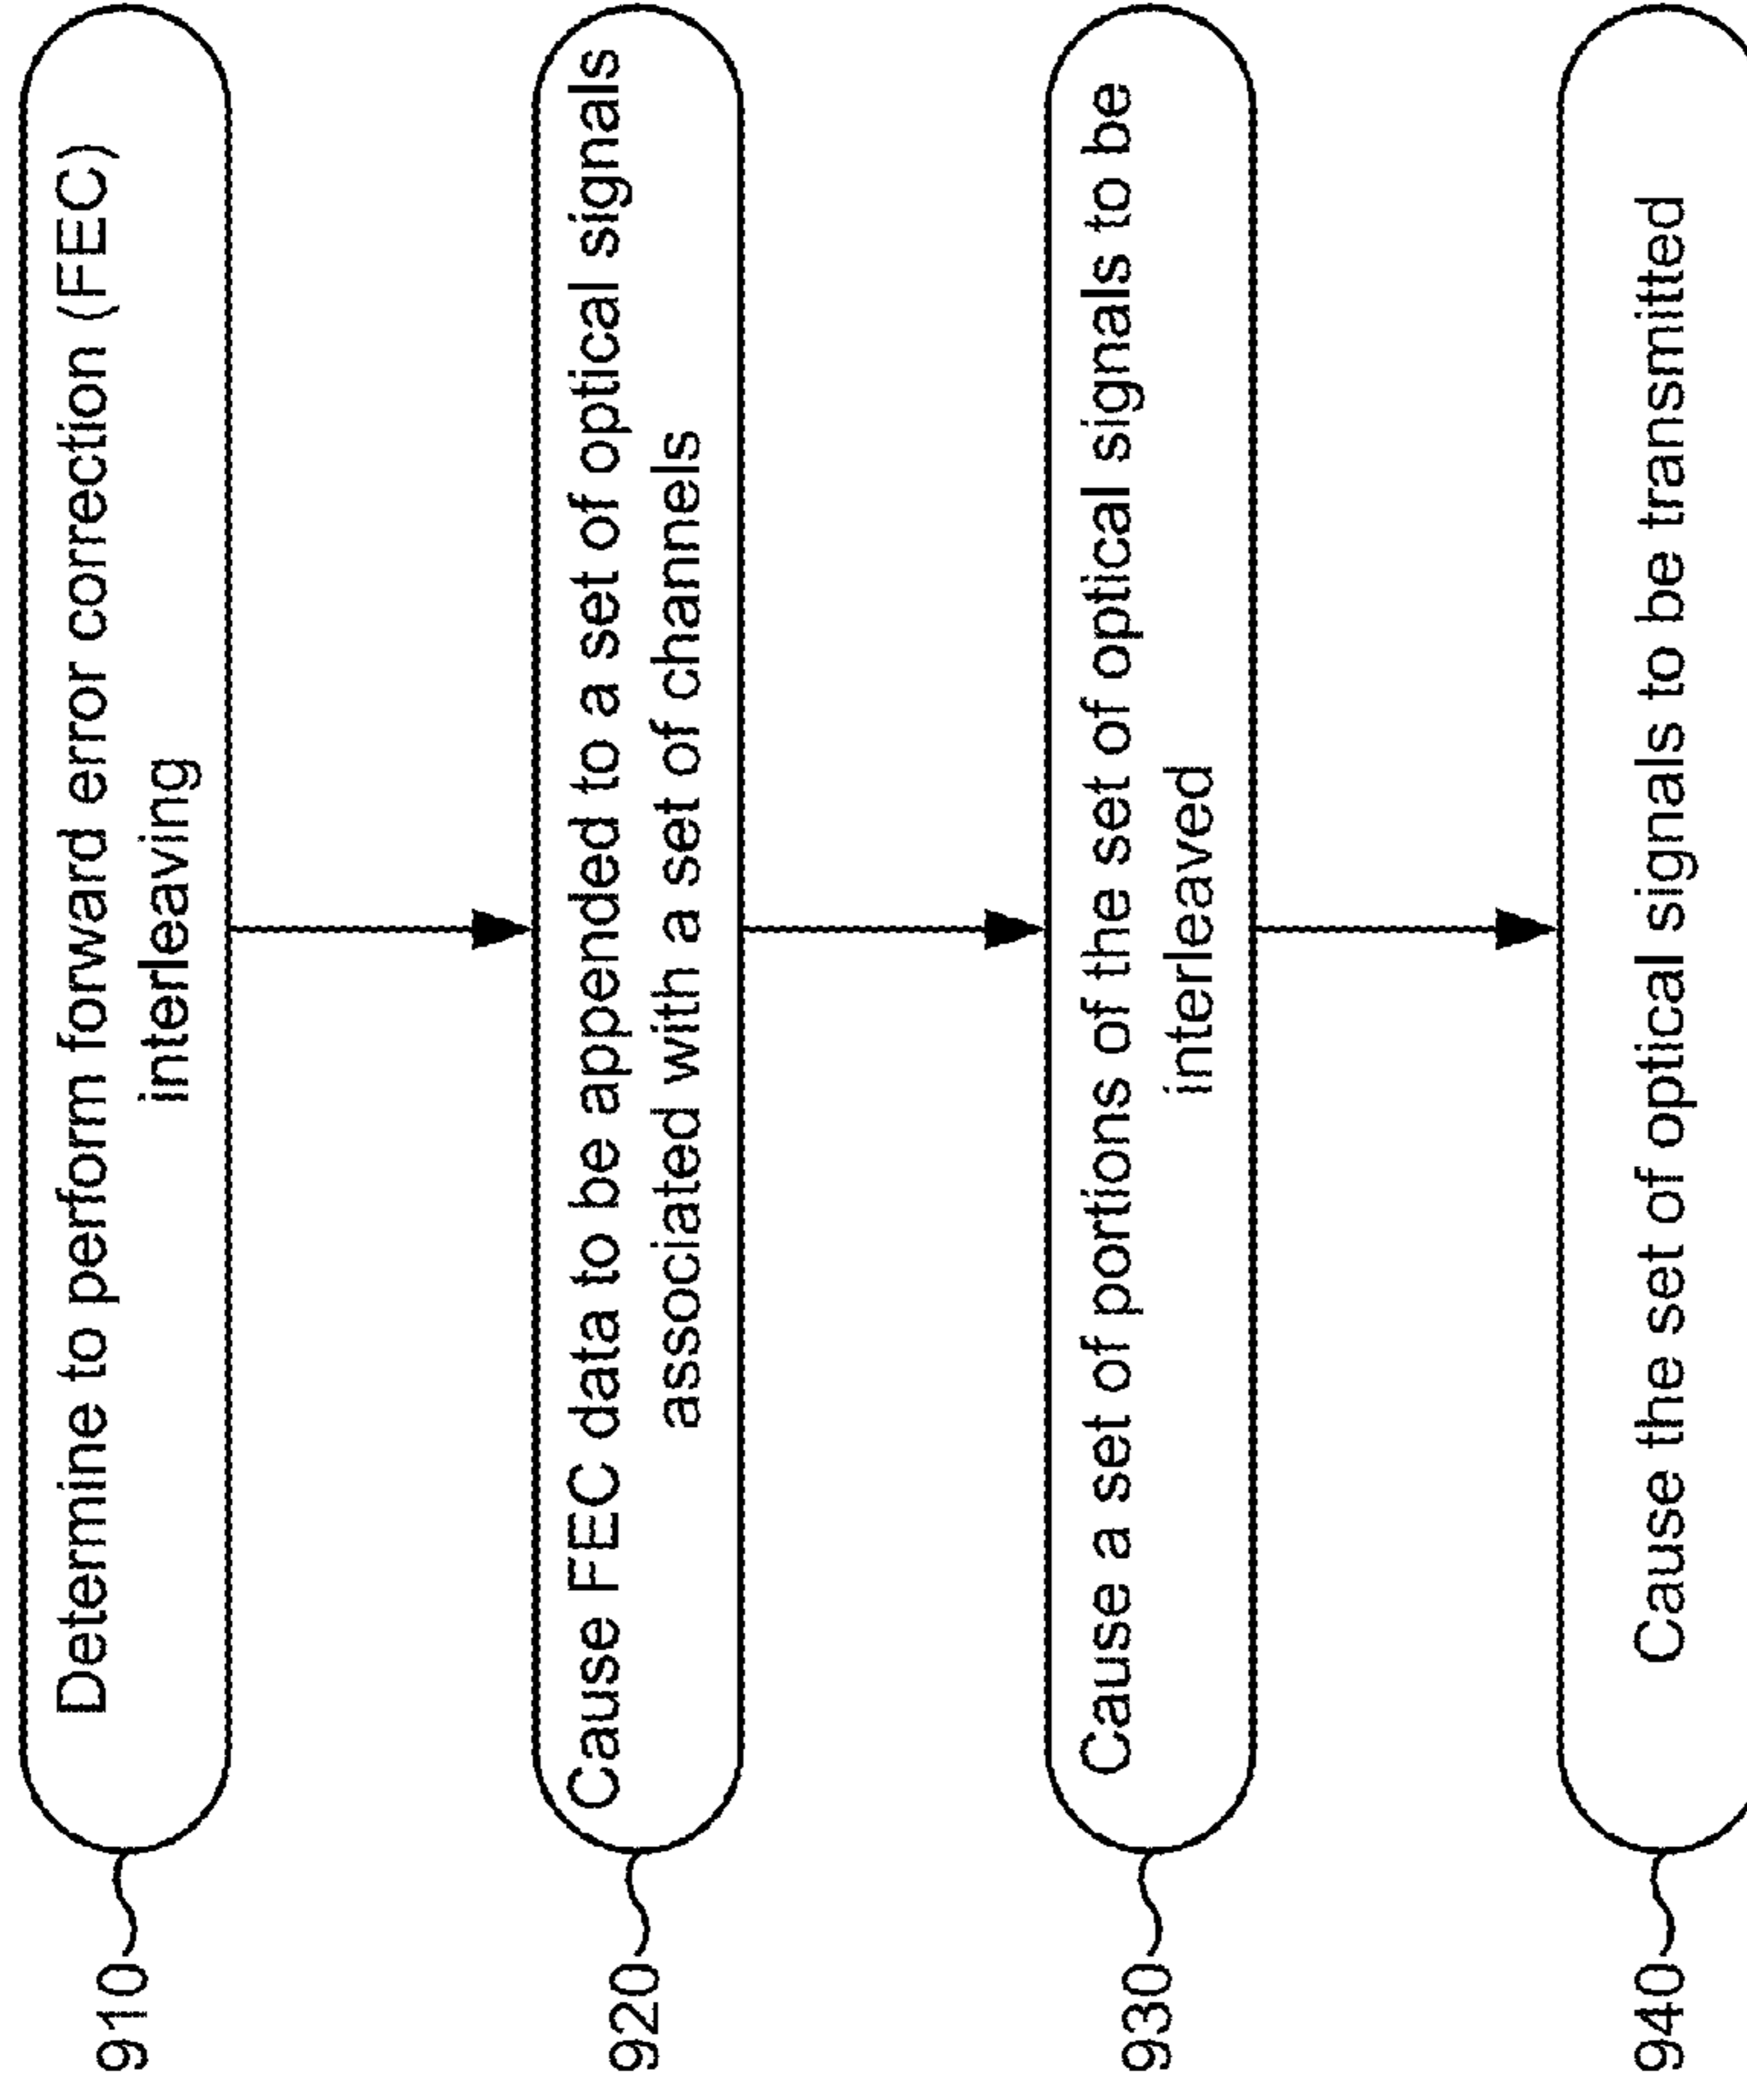 910
Determine to perform forward error correction (FEC)
interleaving
920
Cause FEC data to be appended to a set of optical signals
associated with a set of channels
930
Cause a set of portions of the set of optical signals to be
interleaved
940
Cause the set of optical signals to be transmitted